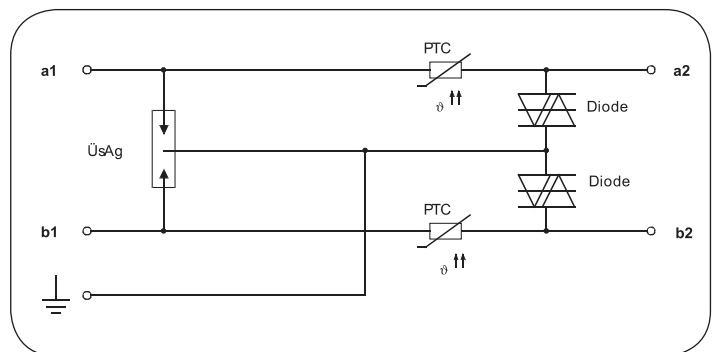 PTC
a1
a2
ϑ
Diode
ÜsAg
Diode
PTC
b1
b2
ϑ